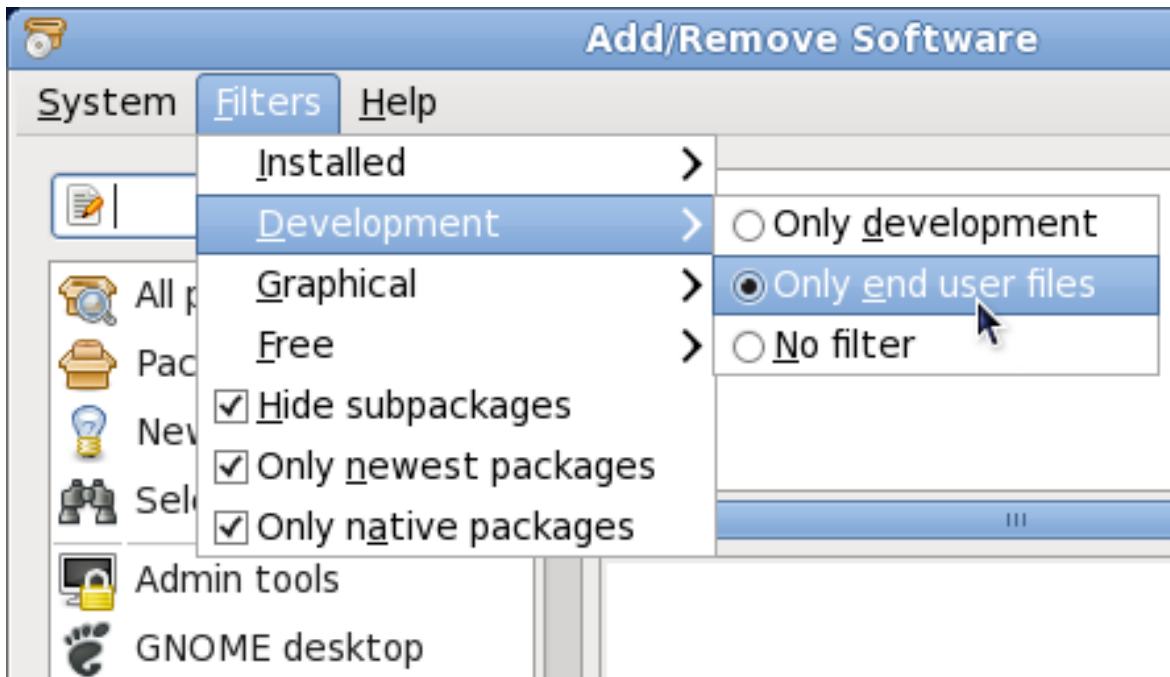 Add/Remove Software
System Filters Help
Installed
Development
Only development
Graphical
Only end user files
Free
No filter
Hide subpackages
Only newest packages
Only native packages
All
Admin tools
GNOME desktop